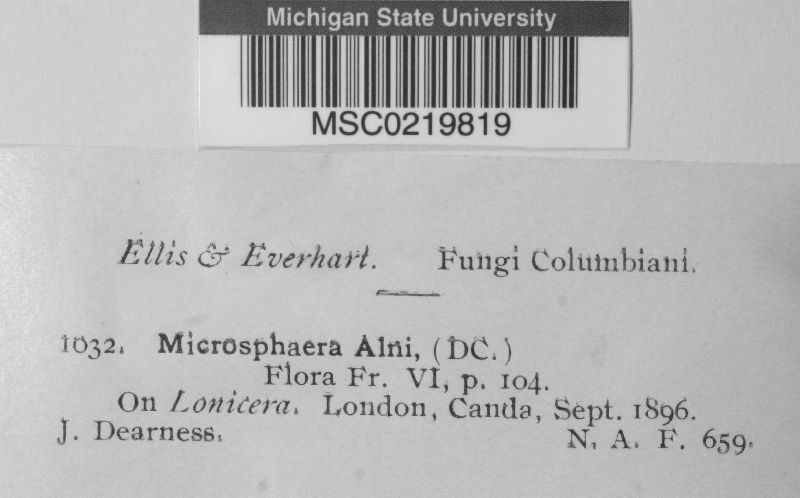 Michigan State University
MSC0219819
Ellis & Everhart. Fungi Columbiani.
1032. Microsphaera Alni, (DC.)
Flora Fr. VI, p. 104.
On Lonicera. London, Canda, Sept. 1896.
J. Dearness. N. A. F. 659.